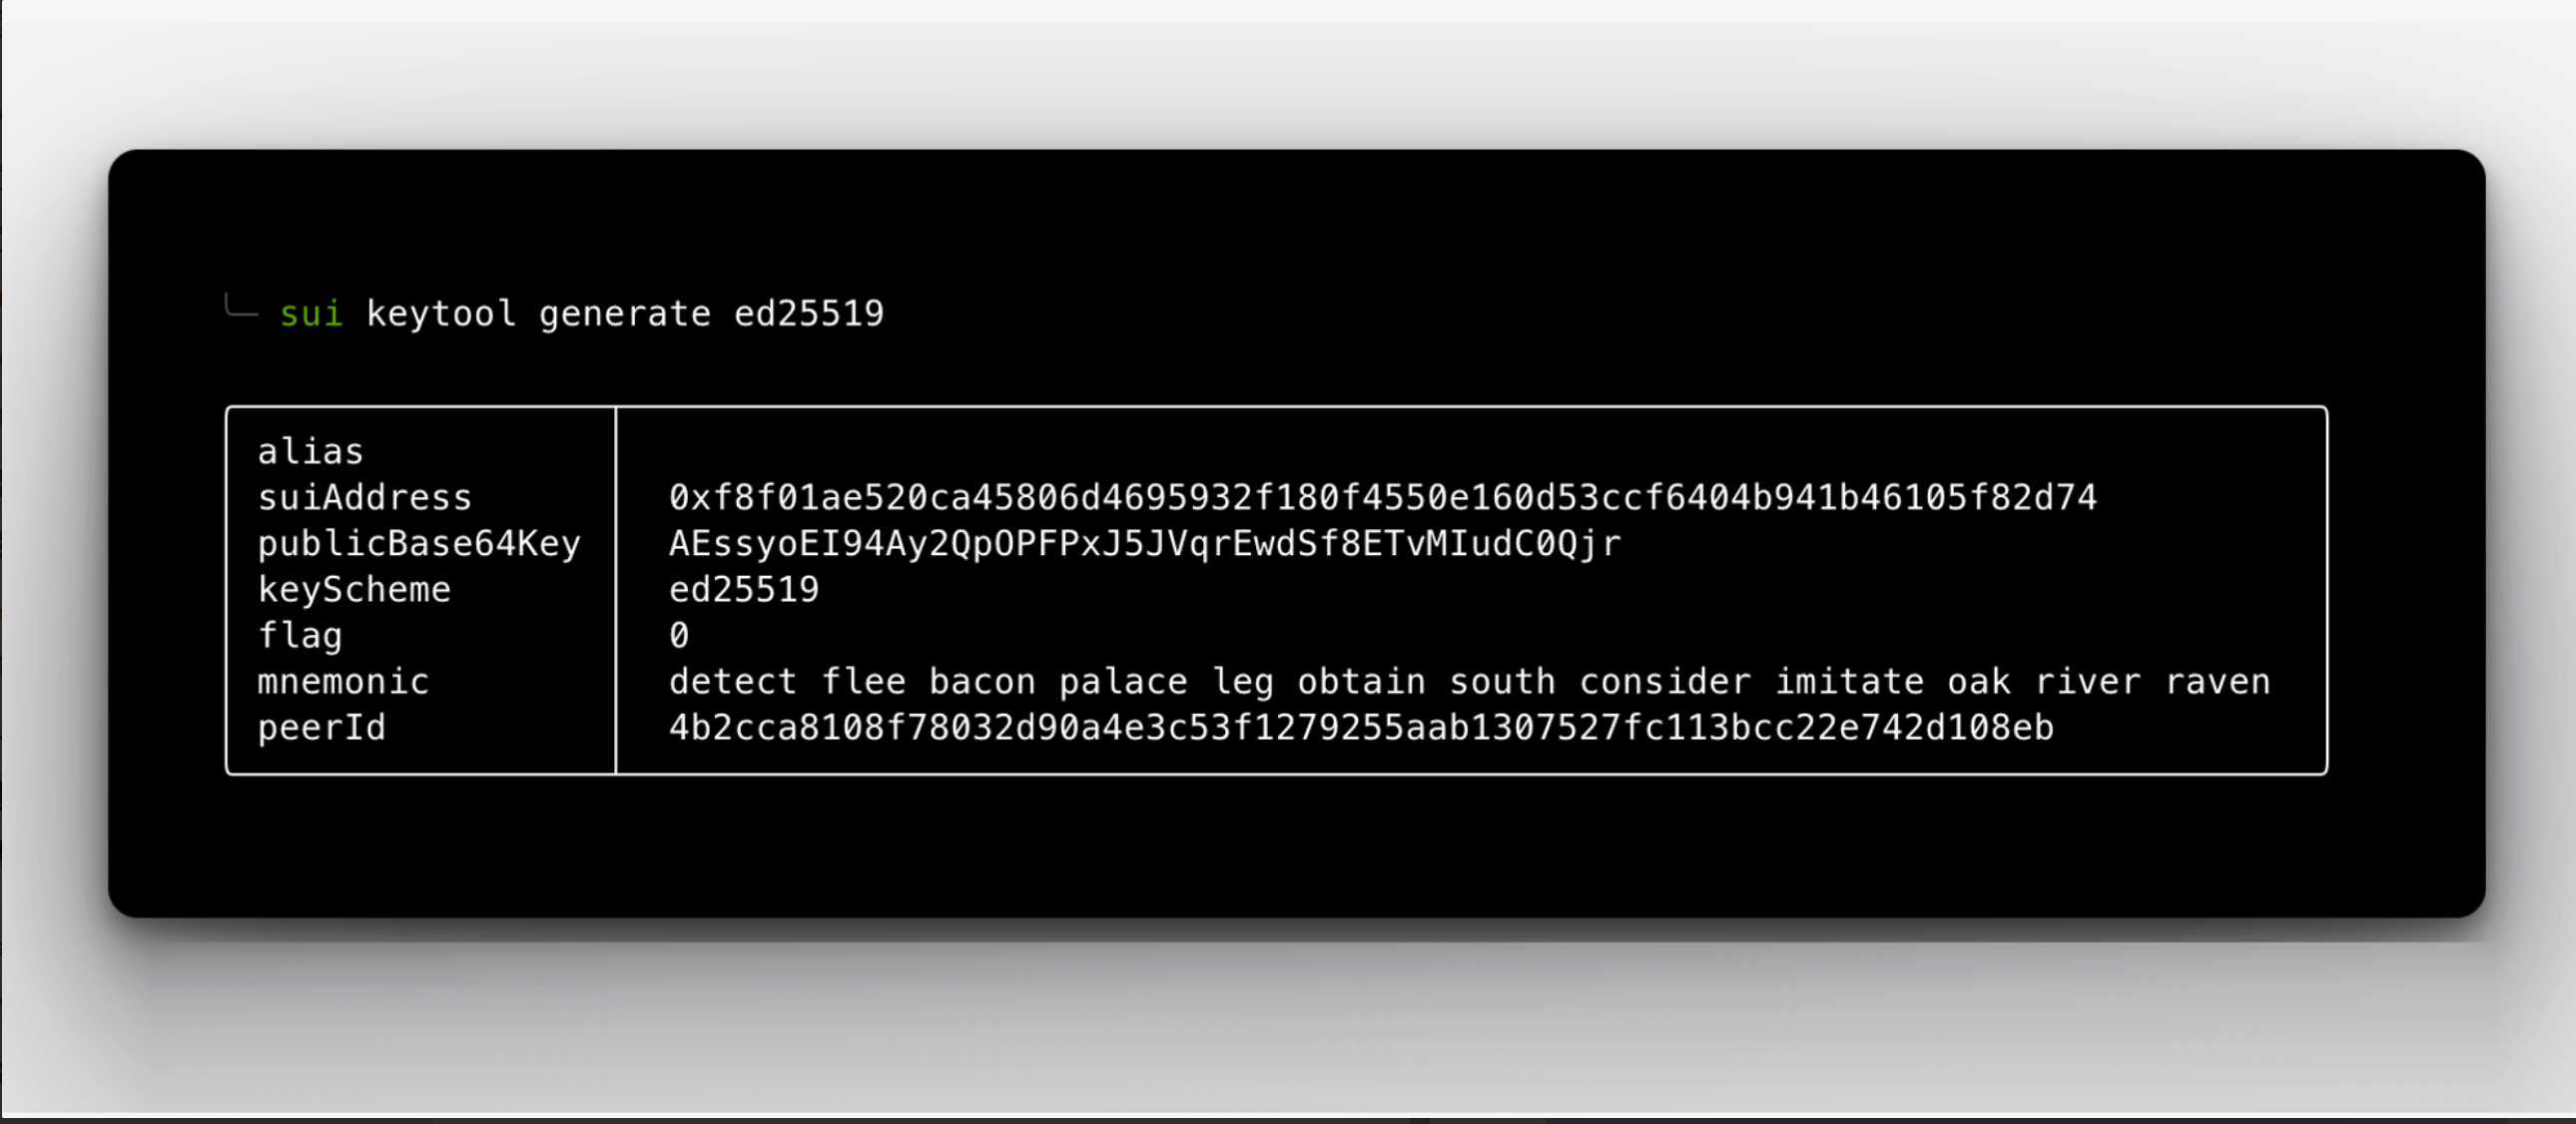 sui keytool generate ed25519
alias
suiAddress 0xf8f01ae520ca45806d4695932f180f4550e160d53ccf6404b941b46105f82d74
publicBase64Key AEssyoEI94Ay2QpOPFPxJ5JVqrEwdSf8ETvMIudC0Qjr
keyScheme ed25519
flag 0
mnemonic detect flee bacon palace leg obtain south consider imitate oak river raven
peerId 4b2cca8108f78032d90a4e3c53f1279255aab1307527fc113bcc22e742d108eb